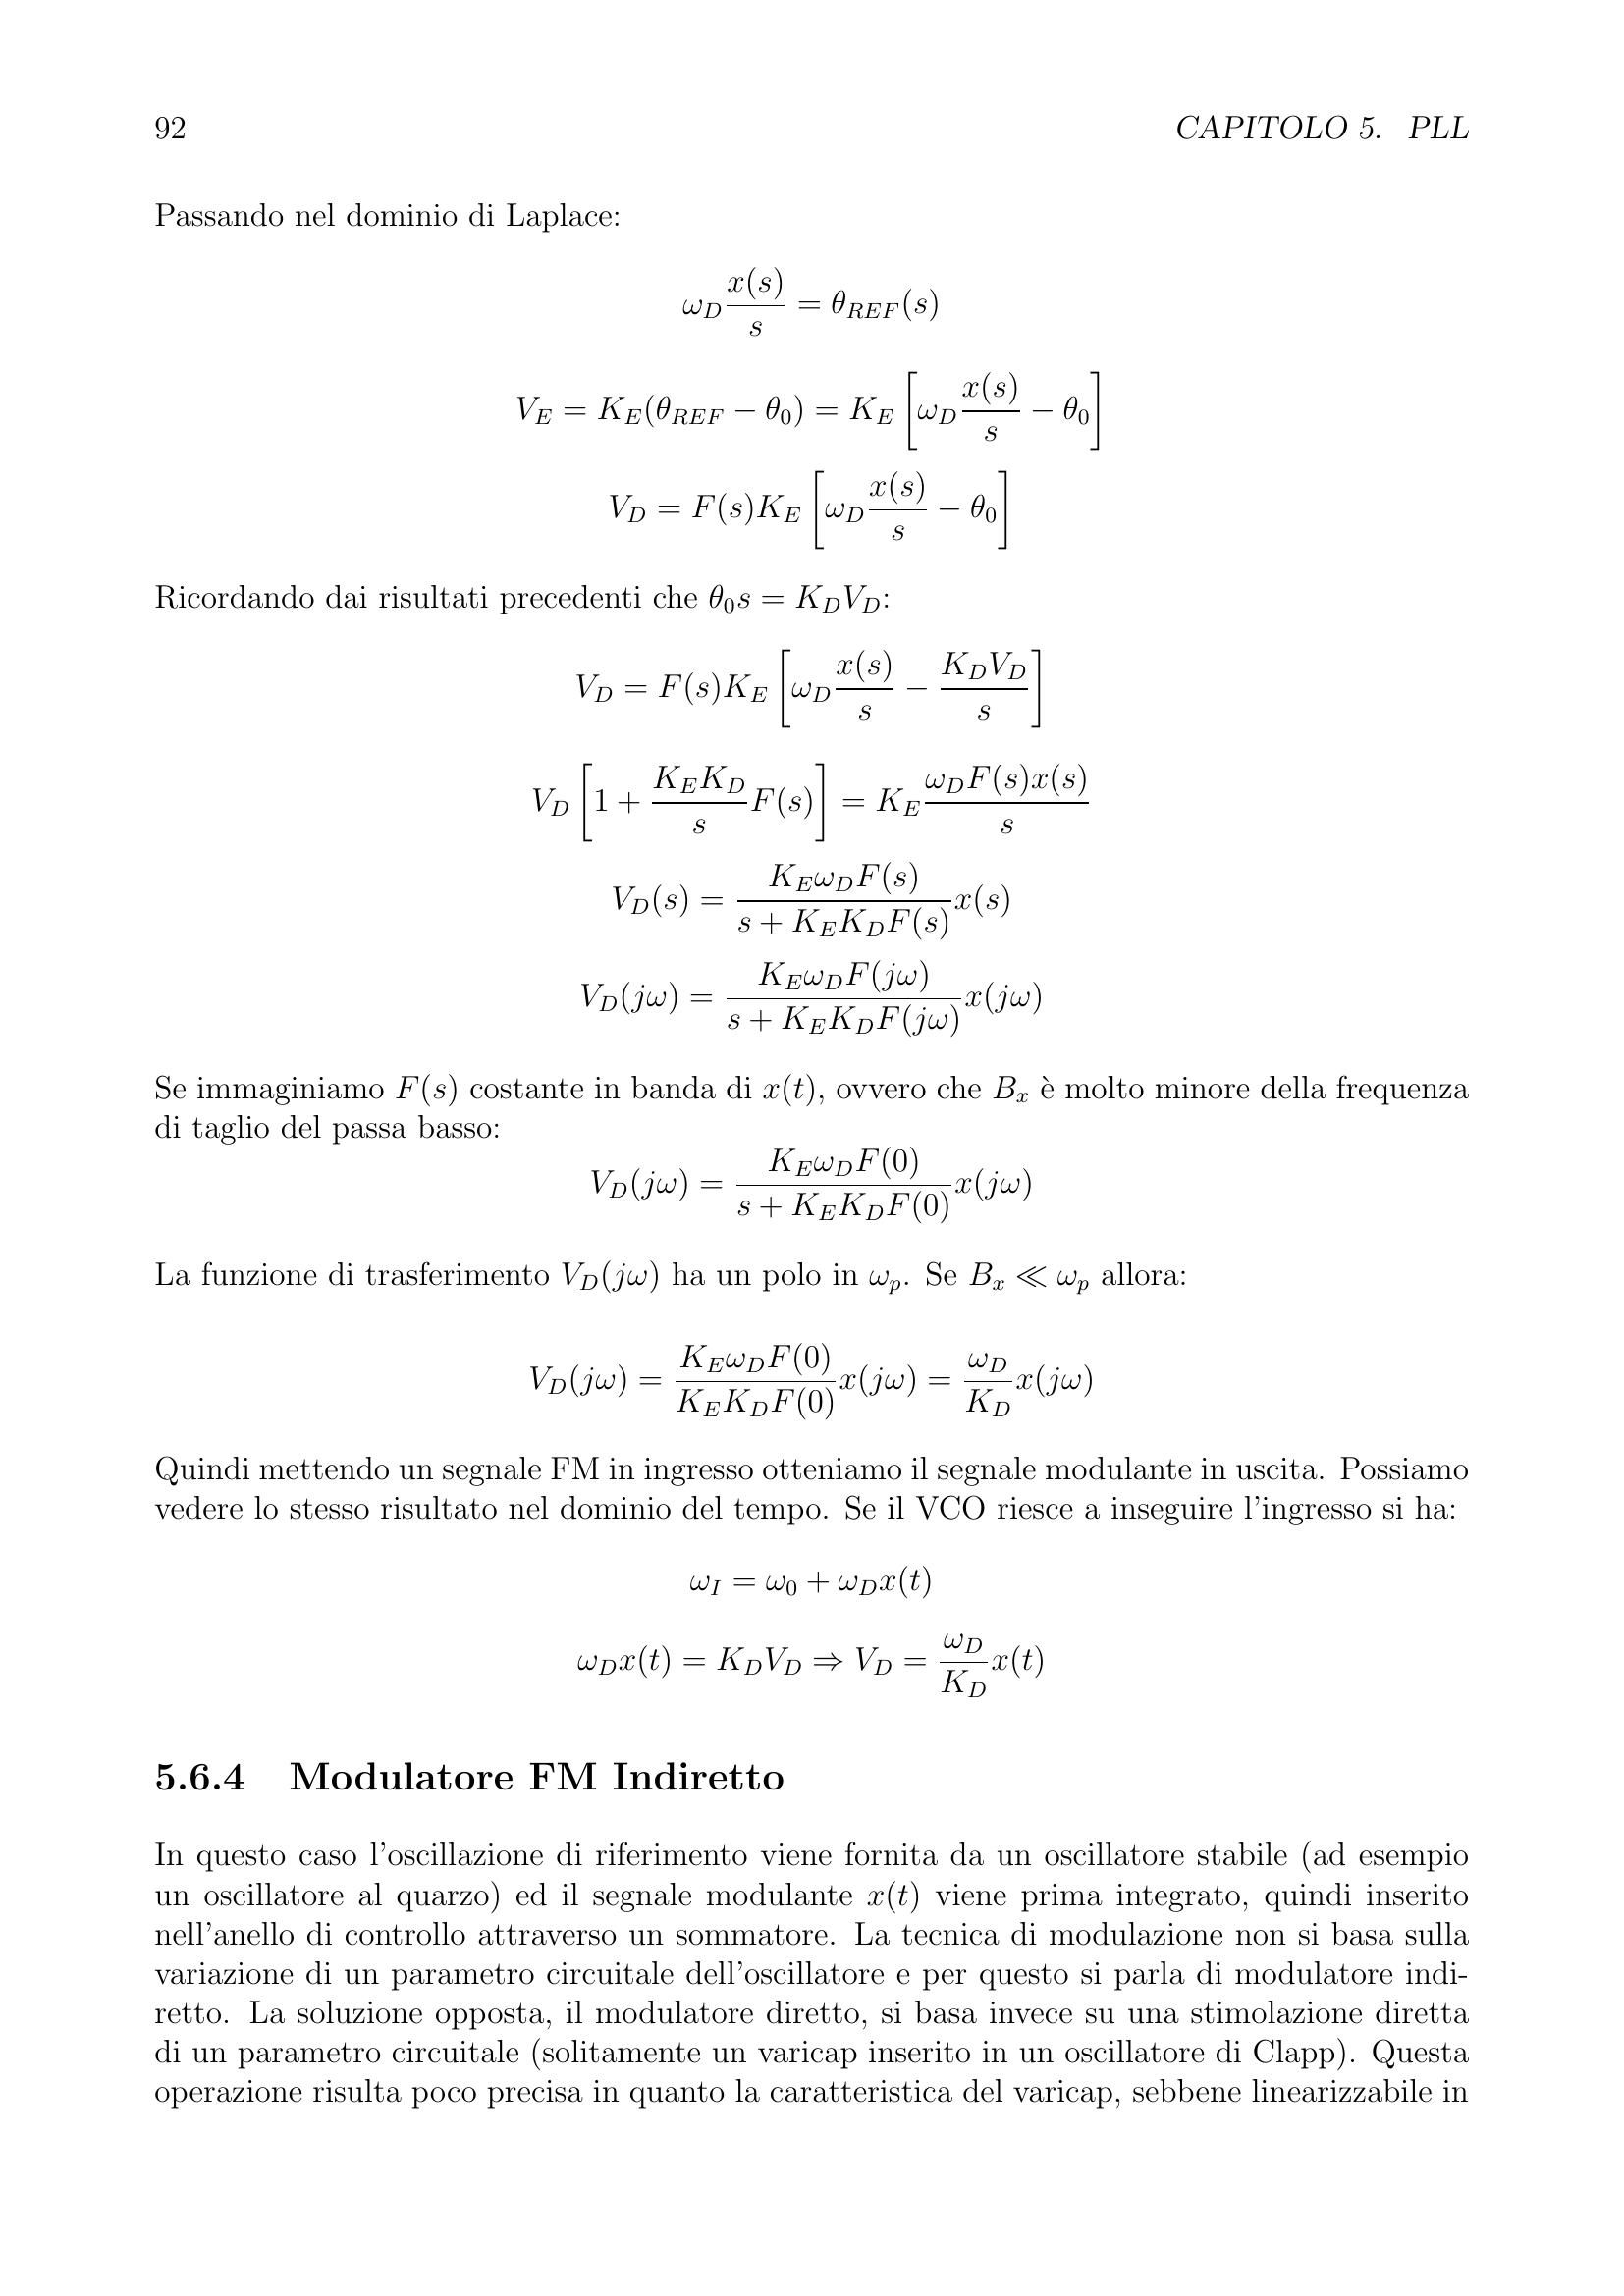 92 CAPITOLO 5. PLL
Passando nel dominio di Laplace:
$$\omega_D \frac{x(s)}{s} = \theta_{REF}(s)$$
$$V_E = K_E(\theta_{REF} - \theta_0) = K_E \left[ \omega_D \frac{x(s)}{s} - \theta_0 \right]$$
$$V_D = F(s)K_E \left[ \omega_D \frac{x(s)}{s} - \theta_0 \right]$$
Ricordando dai risultati precedenti che $\theta_0 s = K_D V_D$:
$$V_D = F(s)K_E \left[ \omega_D \frac{x(s)}{s} - \frac{K_D V_D}{s} \right]$$
$$V_D \left[ 1 + \frac{K_E K_D}{s} F(s) \right] = K_E \frac{\omega_D F(s) x(s)}{s}$$
$$V_D(s) = \frac{K_E \omega_D F(s)}{s + K_E K_D F(s)} x(s)$$
$$V_D(j\omega) = \frac{K_E \omega_D F(j\omega)}{s + K_E K_D F(j\omega)} x(j\omega)$$
Se immaginiamo $F(s)$ costante in banda di $x(t)$, ovvero che $B_x$ è molto minore della frequenza
di taglio del passa basso:
$$V_D(j\omega) = \frac{K_E \omega_D F(0)}{s + K_E K_D F(0)} x(j\omega)$$
La funzione di trasferimento $V_D(j\omega)$ ha un polo in $\omega_p$. Se $B_x \ll \omega_p$ allora:
$$V_D(j\omega) = \frac{K_E \omega_D F(0)}{K_E K_D F(0)} x(j\omega) = \frac{\omega_D}{K_D} x(j\omega)$$
Quindi mettendo un segnale FM in ingresso otteniamo il segnale modulante in uscita. Possiamo
vedere lo stesso risultato nel dominio del tempo. Se il VCO riesce a inseguire l'ingresso si ha:
$$\omega_I = \omega_0 + \omega_D x(t)$$
$$\omega_D x(t) = K_D V_D \Rightarrow V_D = \frac{\omega_D}{K_D} x(t)$$
5.6.4 Modulatore FM Indiretto
In questo caso l'oscillazione di riferimento viene fornita da un oscillatore stabile (ad esempio
un oscillatore al quarzo) ed il segnale modulante $x(t)$ viene prima integrato, quindi inserito
nell'anello di controllo attraverso un sommatore. La tecnica di modulazione non si basa sulla
variazione di un parametro circuitale dell'oscillatore e per questo si parla di modulatore indi-
retto. La soluzione opposta, il modulatore diretto, si basa invece su una stimolazione diretta
di un parametro circuitale (solitamente un varicap inserito in un oscillatore di Clapp). Questa
operazione risulta poco precisa in quanto la caratteristica del varicap, sebbene linearizzabile in